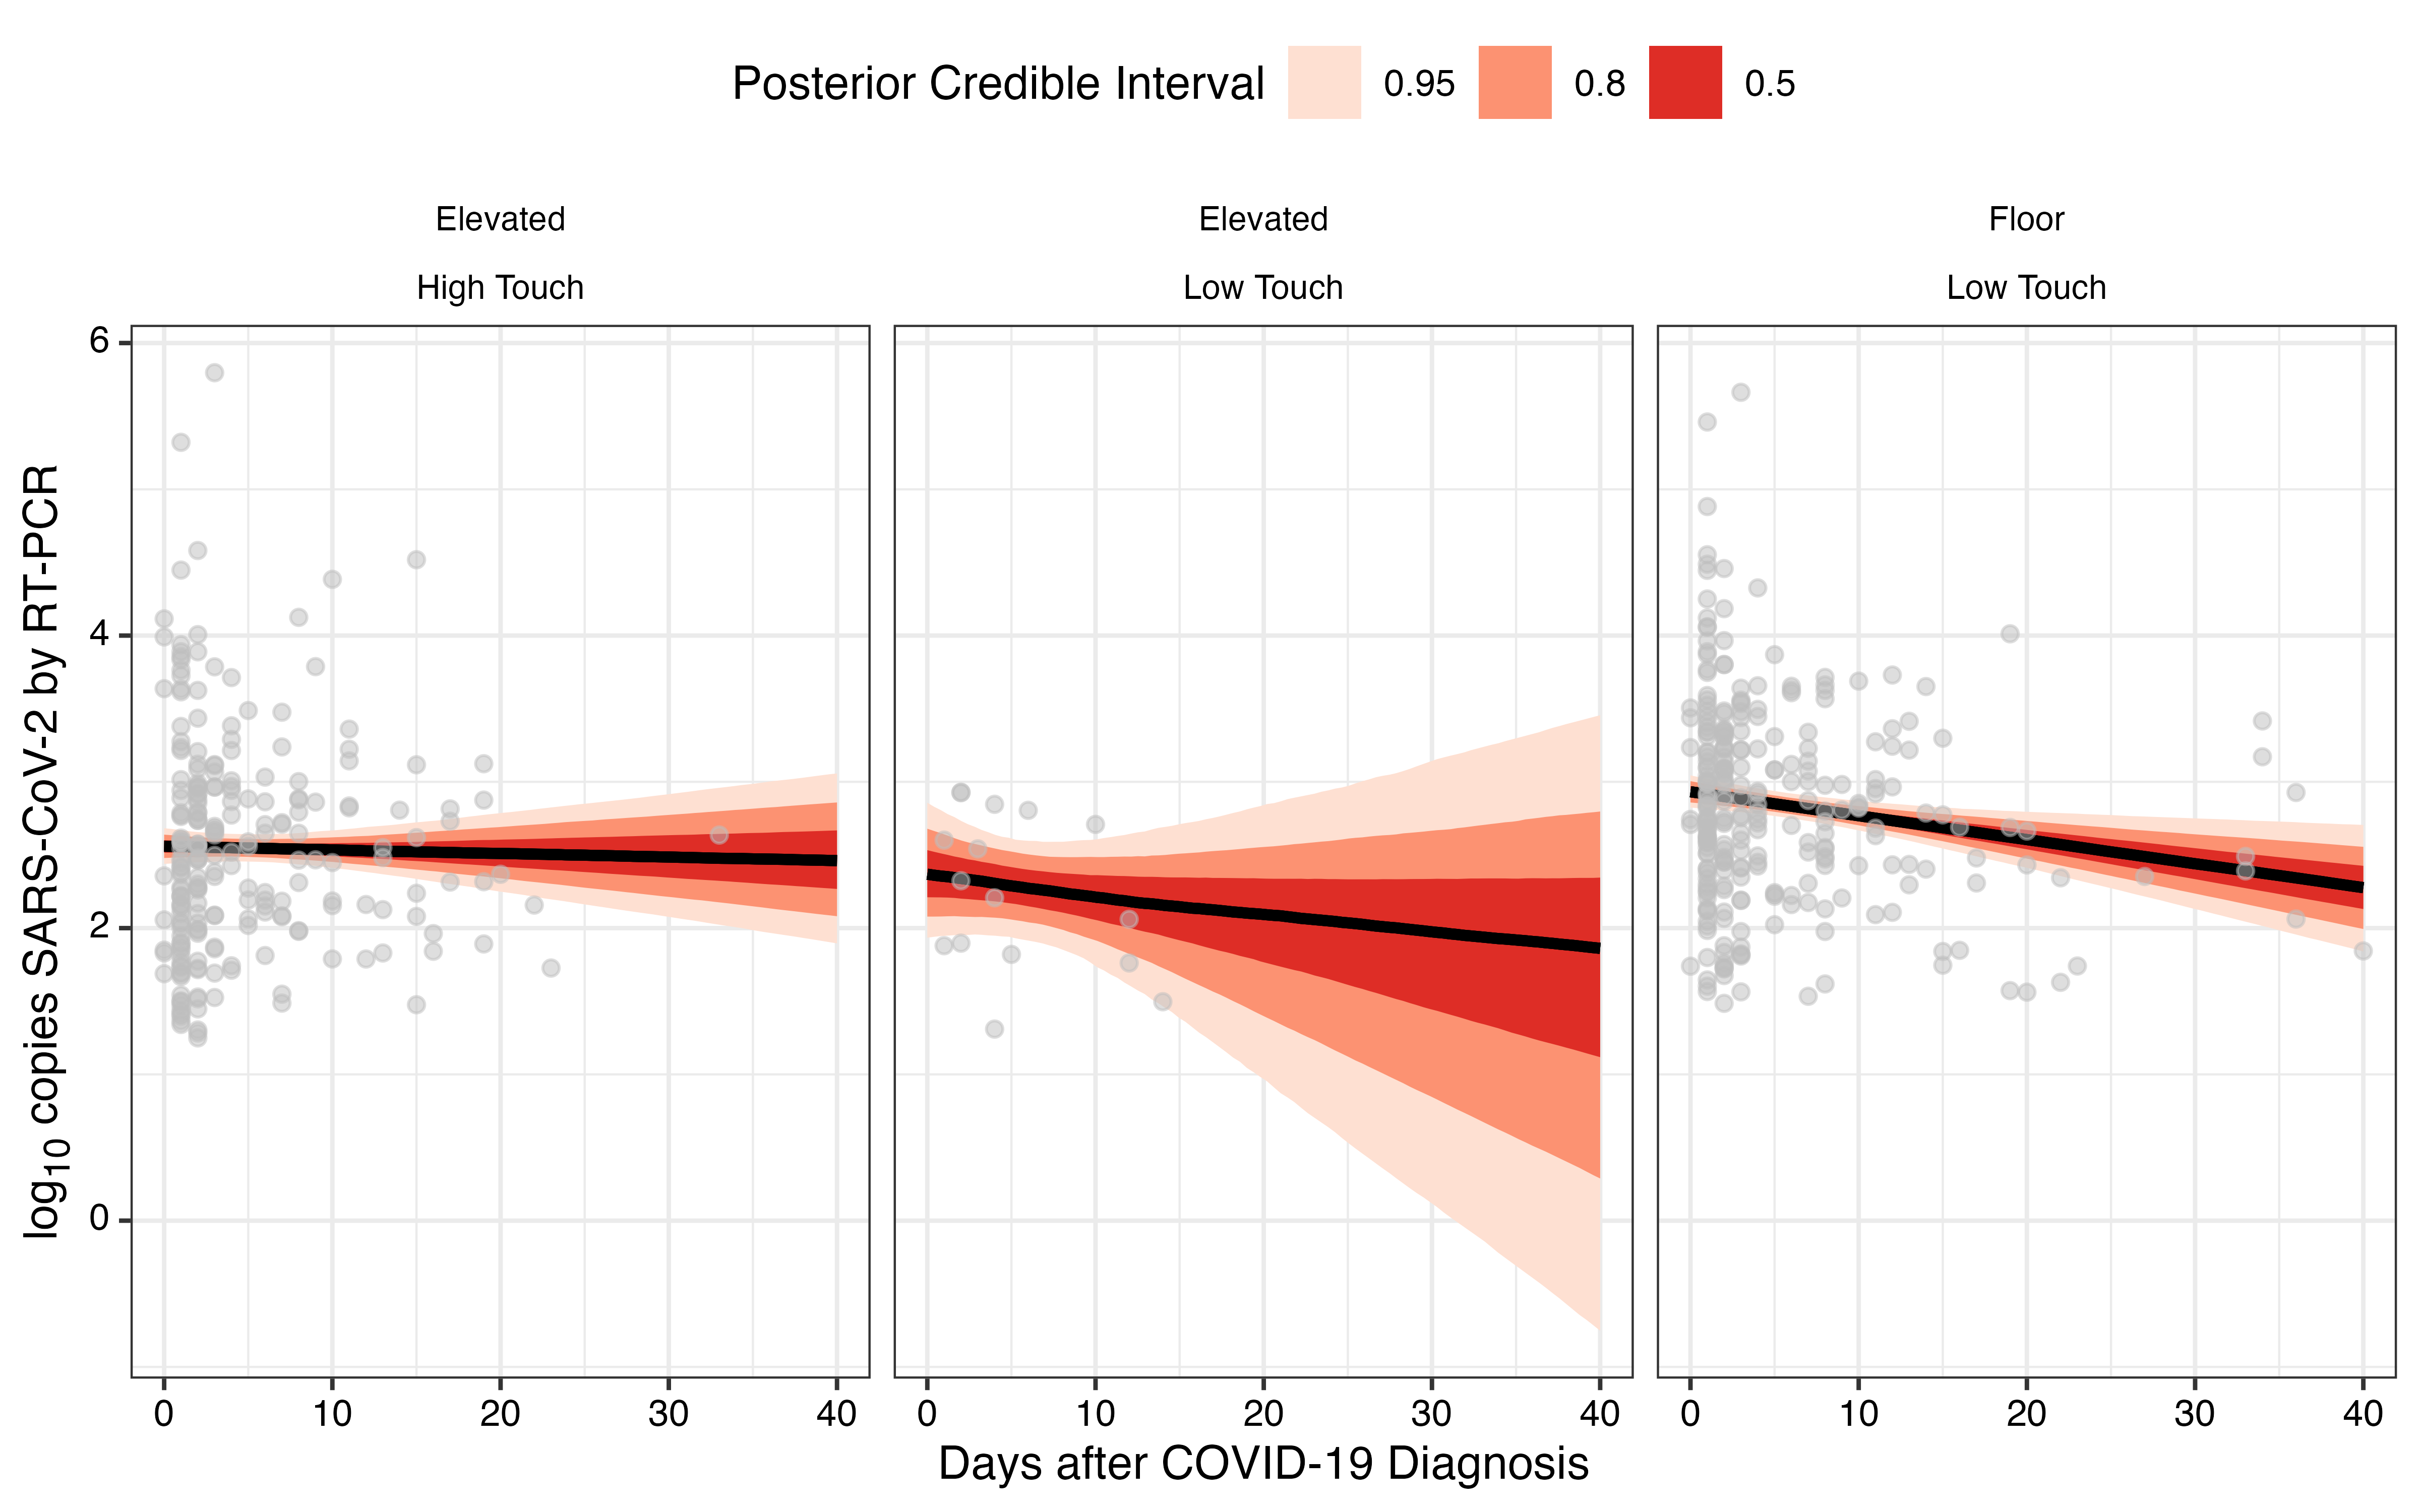 Posterior Credible Interval 0.95 0.8 0.5
Elevated
High Touch
Elevated
Low Touch
Floor
Low Touch
log10 copies SARS-CoV-2 by RT-PCR
6
4
2
0
0 10 20 30 40
0 10 20 30 40
0 10 20 30 40
Days after COVID-19 Diagnosis